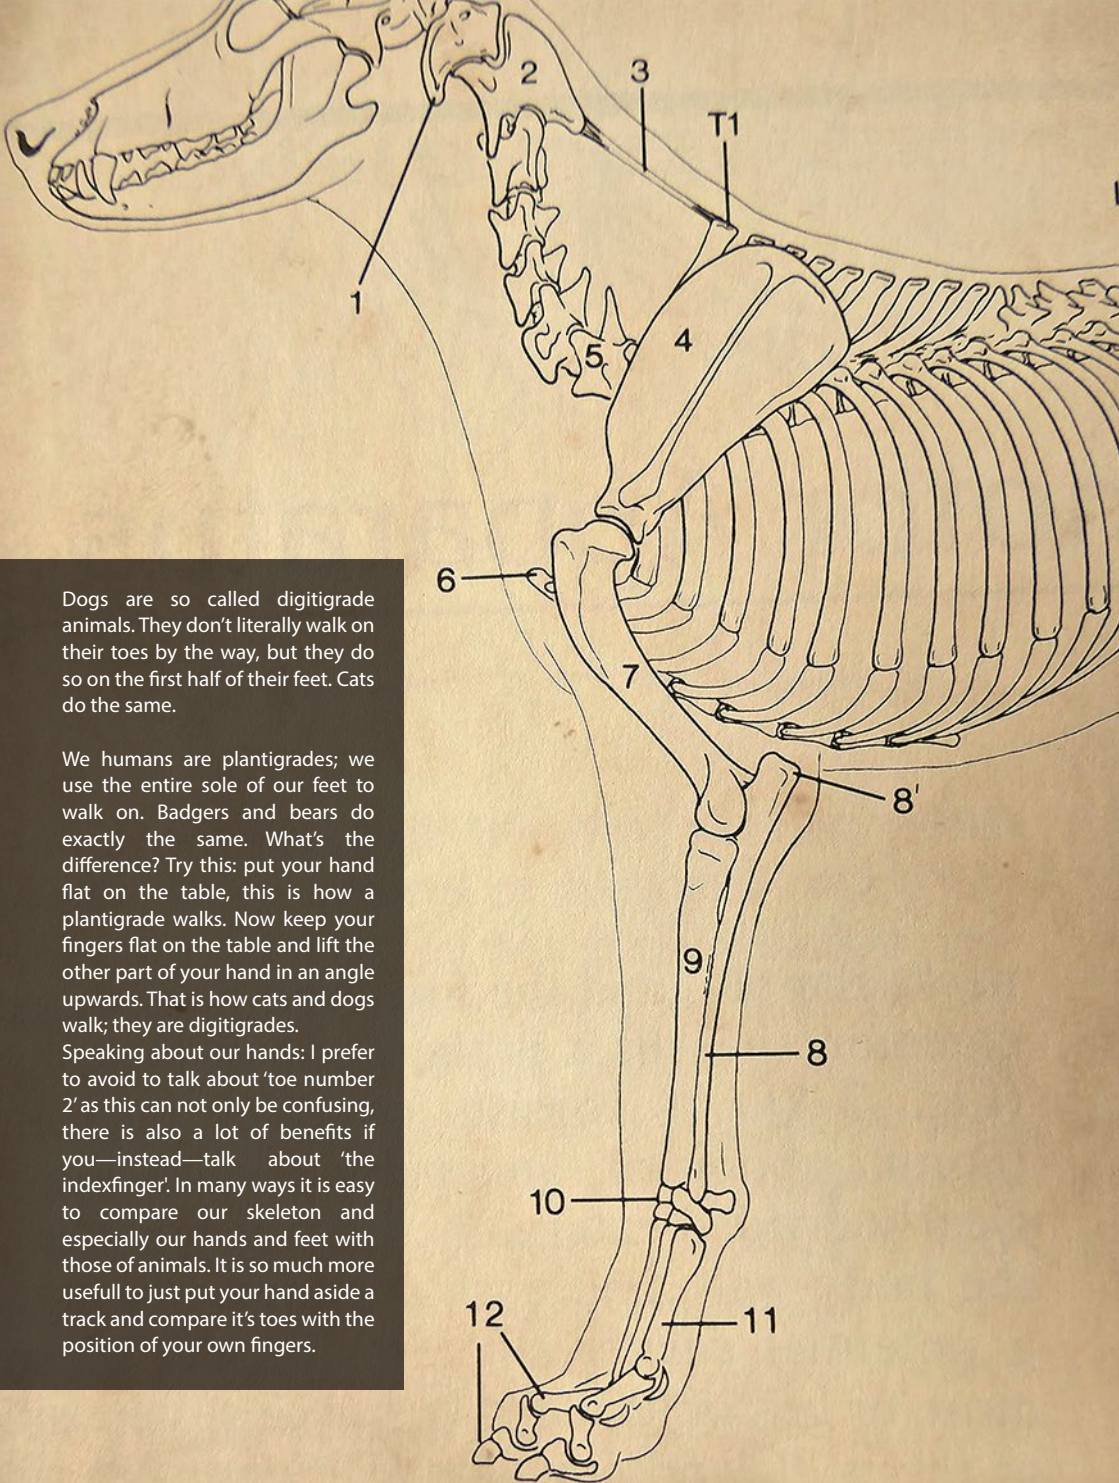 2
3
T1
1
4
5
6
7
8'
9
8
10
12
11
Dogs are so called digitigrade
animals. They don't literally walk on
their toes by the way, but they do
so on the first half of their feet. Cats
do the same.
We humans are plantigrades; we
use the entire sole of our feet to
walk on. Badgers and bears do
exactly the same. What's the
difference? Try this: put your hand
flat on the table, this is how a
plantigrade walks. Now keep your
fingers flat on the table and lift the
other part of your hand in an angle
upwards. That is how cats and dogs
walk; they are digitigrades.
Speaking about our hands: I prefer
to avoid to talk about ‘toe number
2’ as this can not only be confusing,
there is also a lot of benefits if
you—instead—talk about ‘the
indexfinger'. In many ways it is easy
to compare our skeleton and
especially our hands and feet with
those of animals. It is so much more
usefull to just put your hand aside a
track and compare it’s toes with the
position of your own fingers.